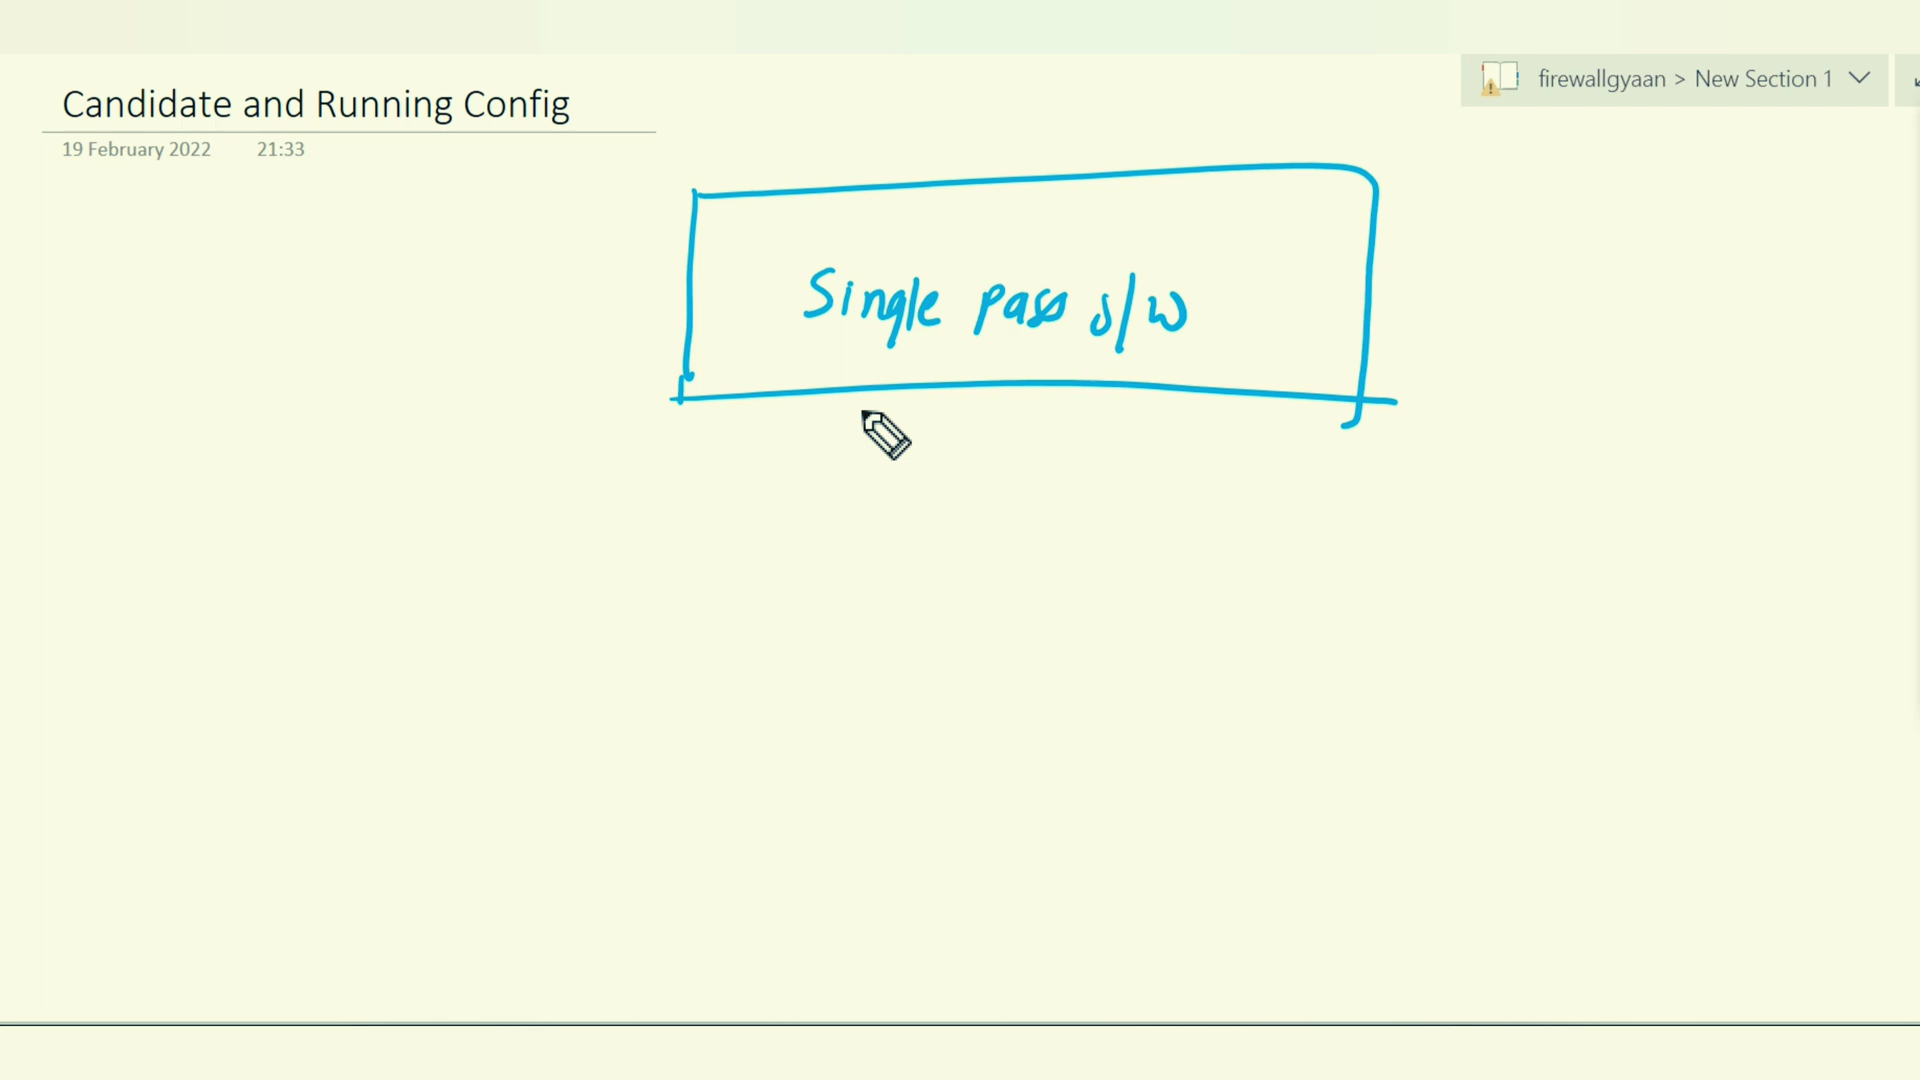 firewallgyaan > New Section 1
Candidate and Running Config
19 February 2022 21:33
Single pass s/w